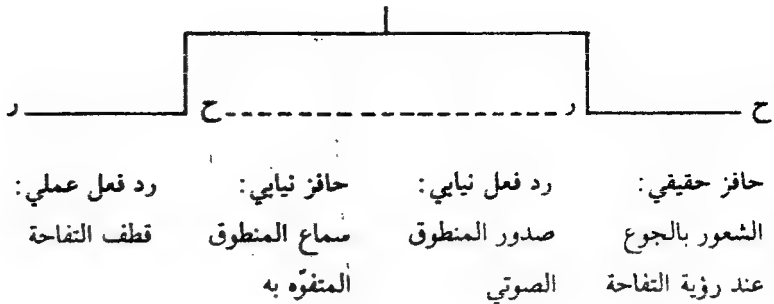 ح ر ح ر
حافز حقيقي: رد فعل نيابي: حافز نيابي: رد فعل عملي:
الشعور بالجوع صدور المنطوق سماع المنطوق قطف التفاحة
عند رؤية التفاحة الصوتي المتفوّه به